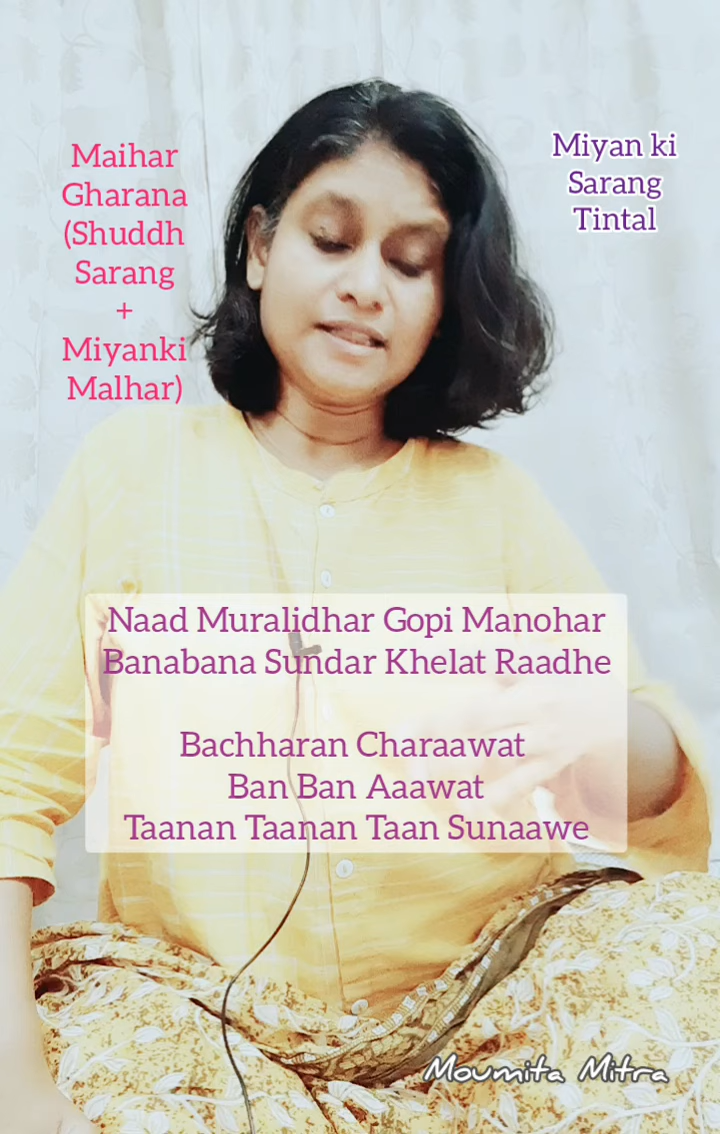 Maihar
Gharana
(Shuddh
Sarang
+
Miyanki
Malhar)
Miyan ki
Sarang
Tintal
Naad Muralidhar Gopi Manohar
Banabana Sundar Khelat Raadhe
Bachharan Charaawat
Ban Ban Aaawat
Taanan Taanan Taan Sunaawe
Moumita Mitra